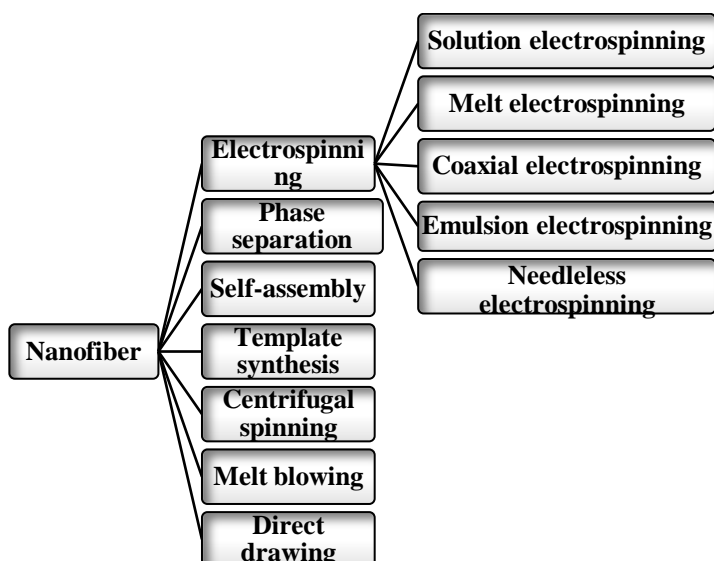 Solution electrospinning
Melt electrospinning
Electrospinni
ng
Coaxial electrospinning
Phase
separation
Emulsion electrospinning
Self-assembly
Needleless
electrospinning
Nanofiber
Template
synthesis
Centrifugal
spinning
Melt blowing
Direct
drawing